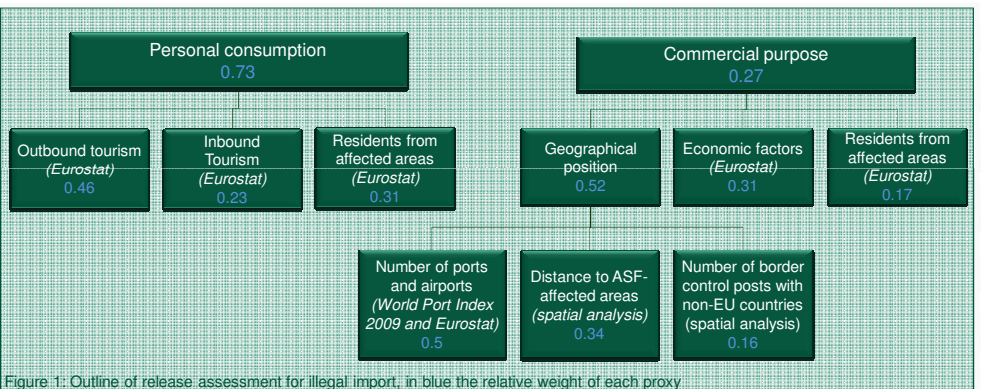 Personal consumption
0.73
Commercial purpose
0.27
Outbound tourism
(Eurostat)
0.46
Inbound
Tourism
(Eurostat)
0.23
Residents from
affected areas
(Eurostat)
0.31
Geographical
position
0.52
Economic factors
(Eurostat)
0.31
Residents from
affected areas
(Eurostat)
0.17
Number of ports
and airports
(World Port Index
2009 and Eurostat)
0.5
Distance to ASF-
affected areas
(spatial analysis)
0.34
Number of border
control posts with
non-EU countries
(spatial analysis)
0.16
Figure 1: Outline of release assessment for illegal import, in blue the relative weight of each proxy